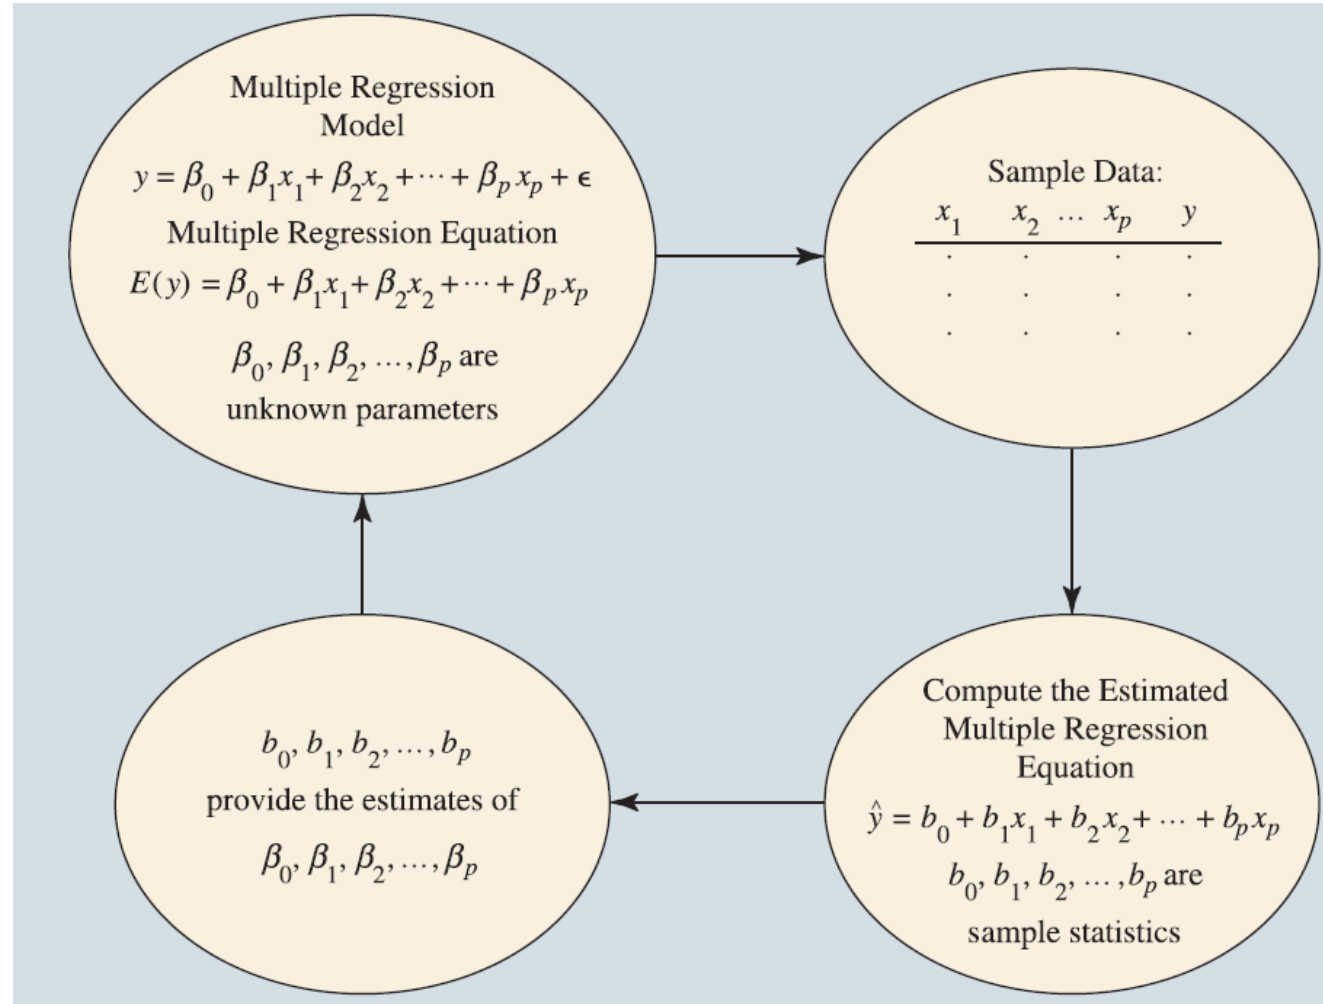 Multiple Regression
Model
y = β₀ + β₁x₁ + β₂x₂ + ⋯ + βₚxₚ + ϵ
Multiple Regression Equation
E(y) = β₀ + β₁x₁ + β₂x₂ + ⋯ + βₚxₚ
β₀, β₁, β₂, …, βₚ are
unknown parameters
Sample Data:
x₁ x₂ … xₚ y
. . . .
. . . .
. . . .
Compute the Estimated
Multiple Regression
Equation
ŷ = b₀ + b₁x₁ + b₂x₂ + ⋯ + bₚxₚ
b₀, b₁, b₂, …, bₚ are
sample statistics
b₀, b₁, b₂, …, bₚ
provide the estimates of
β₀, β₁, β₂, …, βₚ